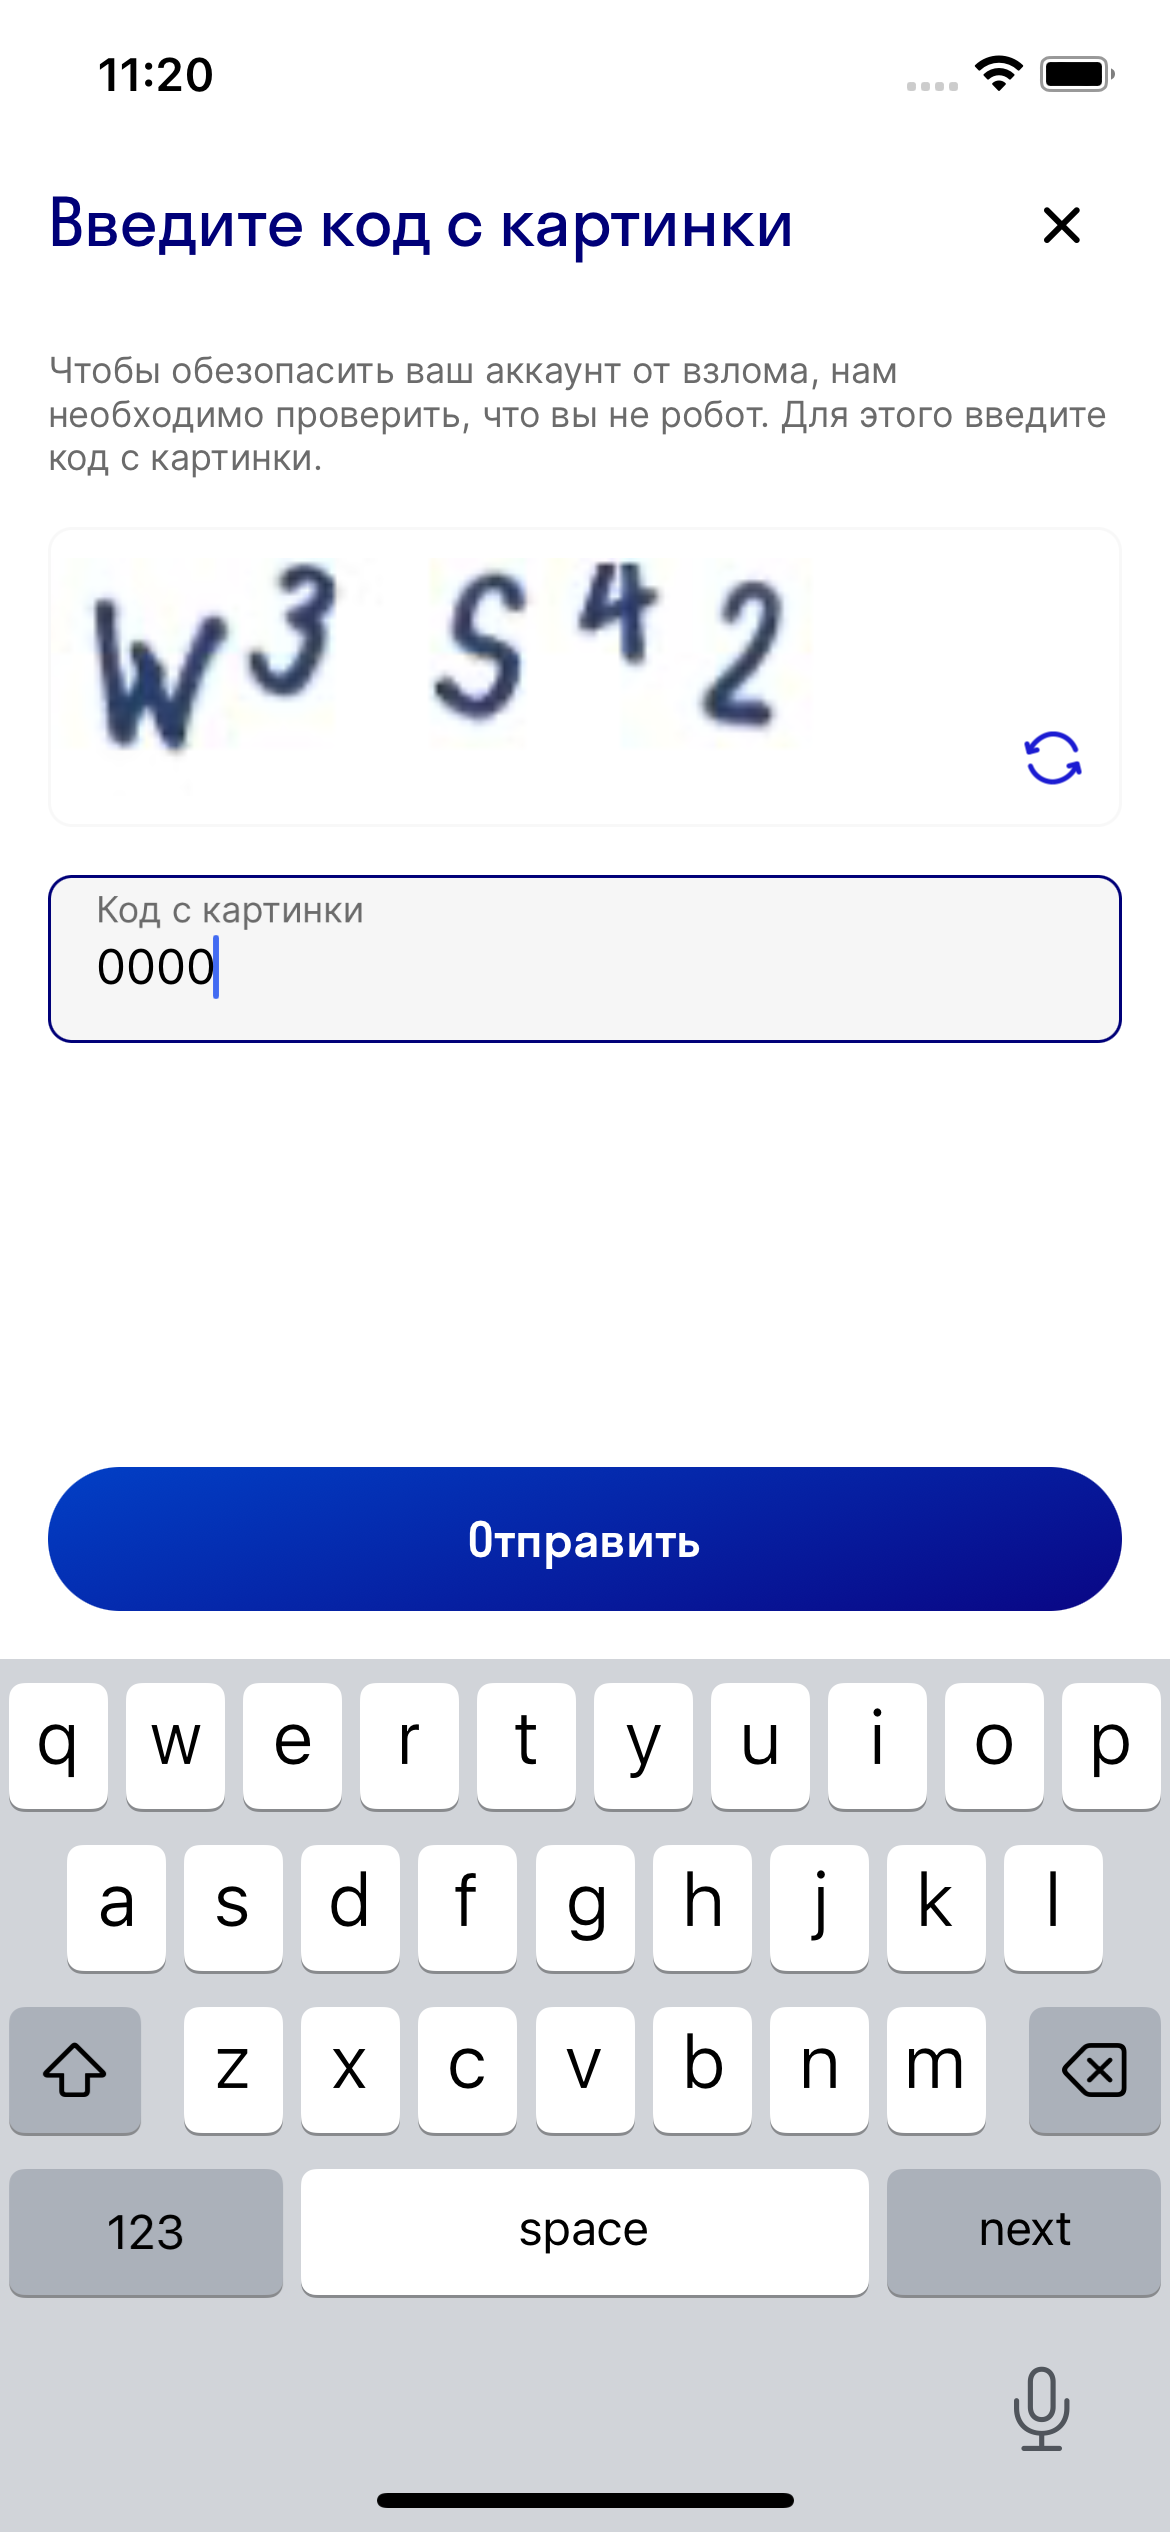 11:20
Введите код с картинки
Чтобы обезопасить ваш аккаунт от взлома, нам
необходимо проверить, что вы не робот. Для этого введите
код с картинки.
W3 S42
Код с картинки
0000
Отправить
q w e r t y u i o p
a s d f g h j k l
z x c v b n m
123 space next